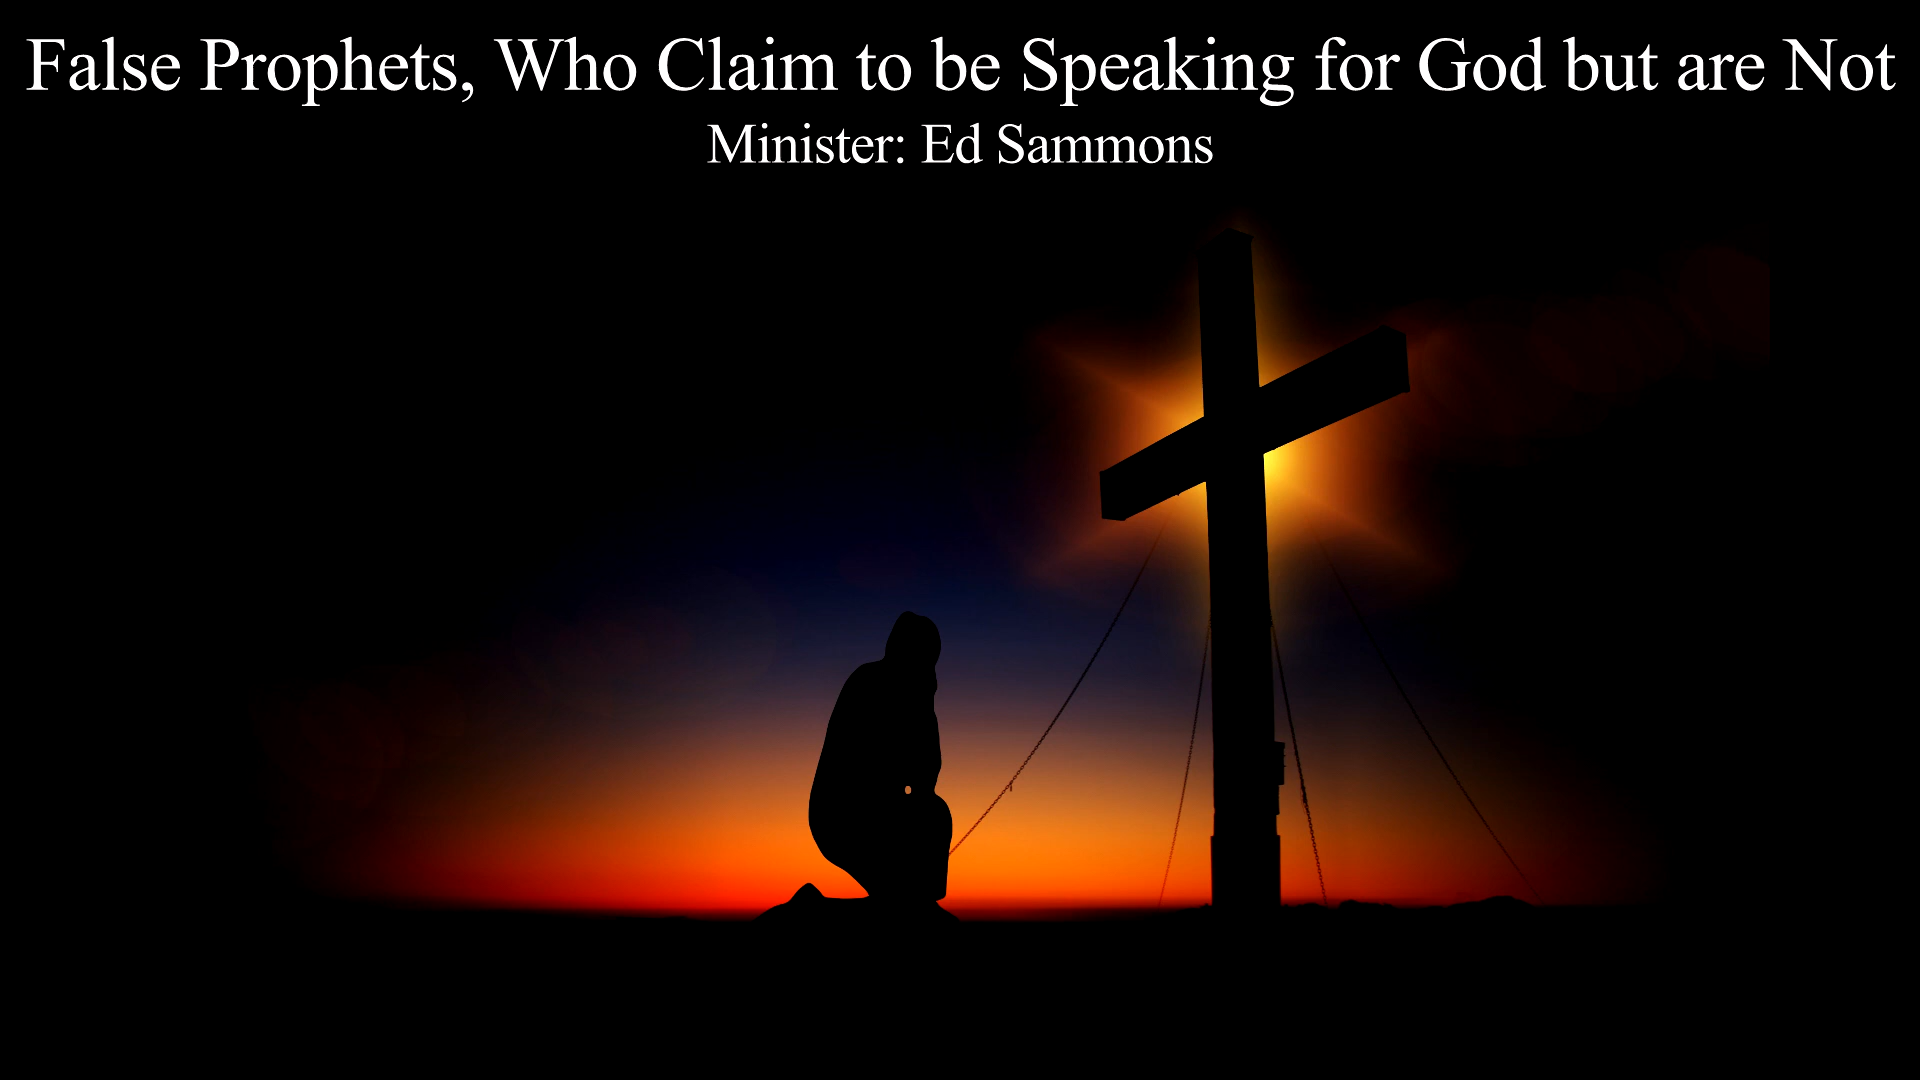 False Prophets, Who Claim to be Speaking for God but are Not
Minister: Ed Sammons